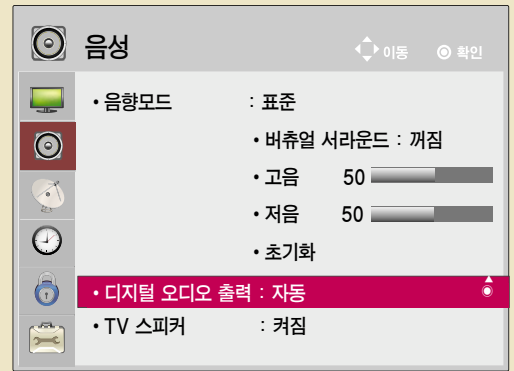 음성 이동 확인
• 음향모드 : 표준
• 버츄얼 서라운드 : 꺼짐
• 고음 50
• 저음 50
• 초기화
• 디지털 오디오 출력 : 자동
• TV 스피커 : 켜짐